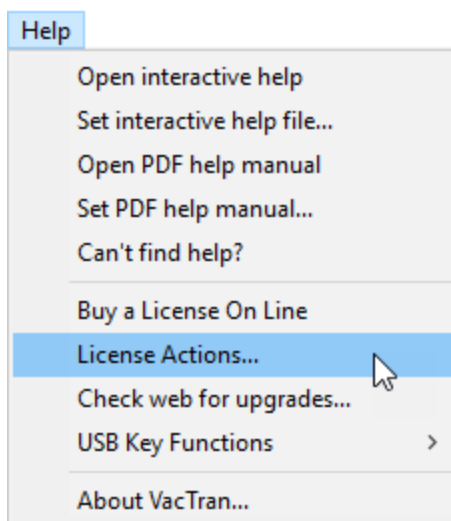 Help
Open interactive help
Set interactive help file...
Open PDF help manual
Set PDF help manual...
Can't find help?
Buy a License On Line
License Actions...
Check web for upgrades...
USB Key Functions
About VacTran...